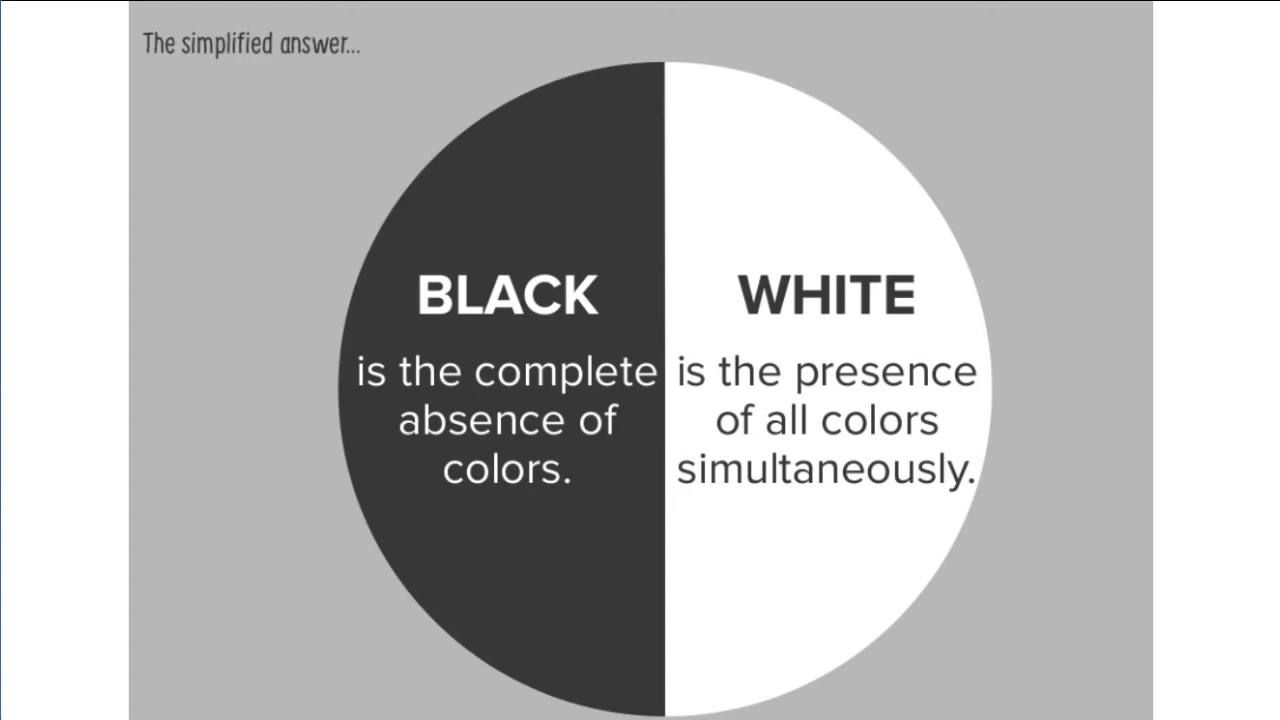 The simplified answer...
BLACK
is the complete
absence of
colors.
WHITE
is the presence
of all colors
simultaneously.